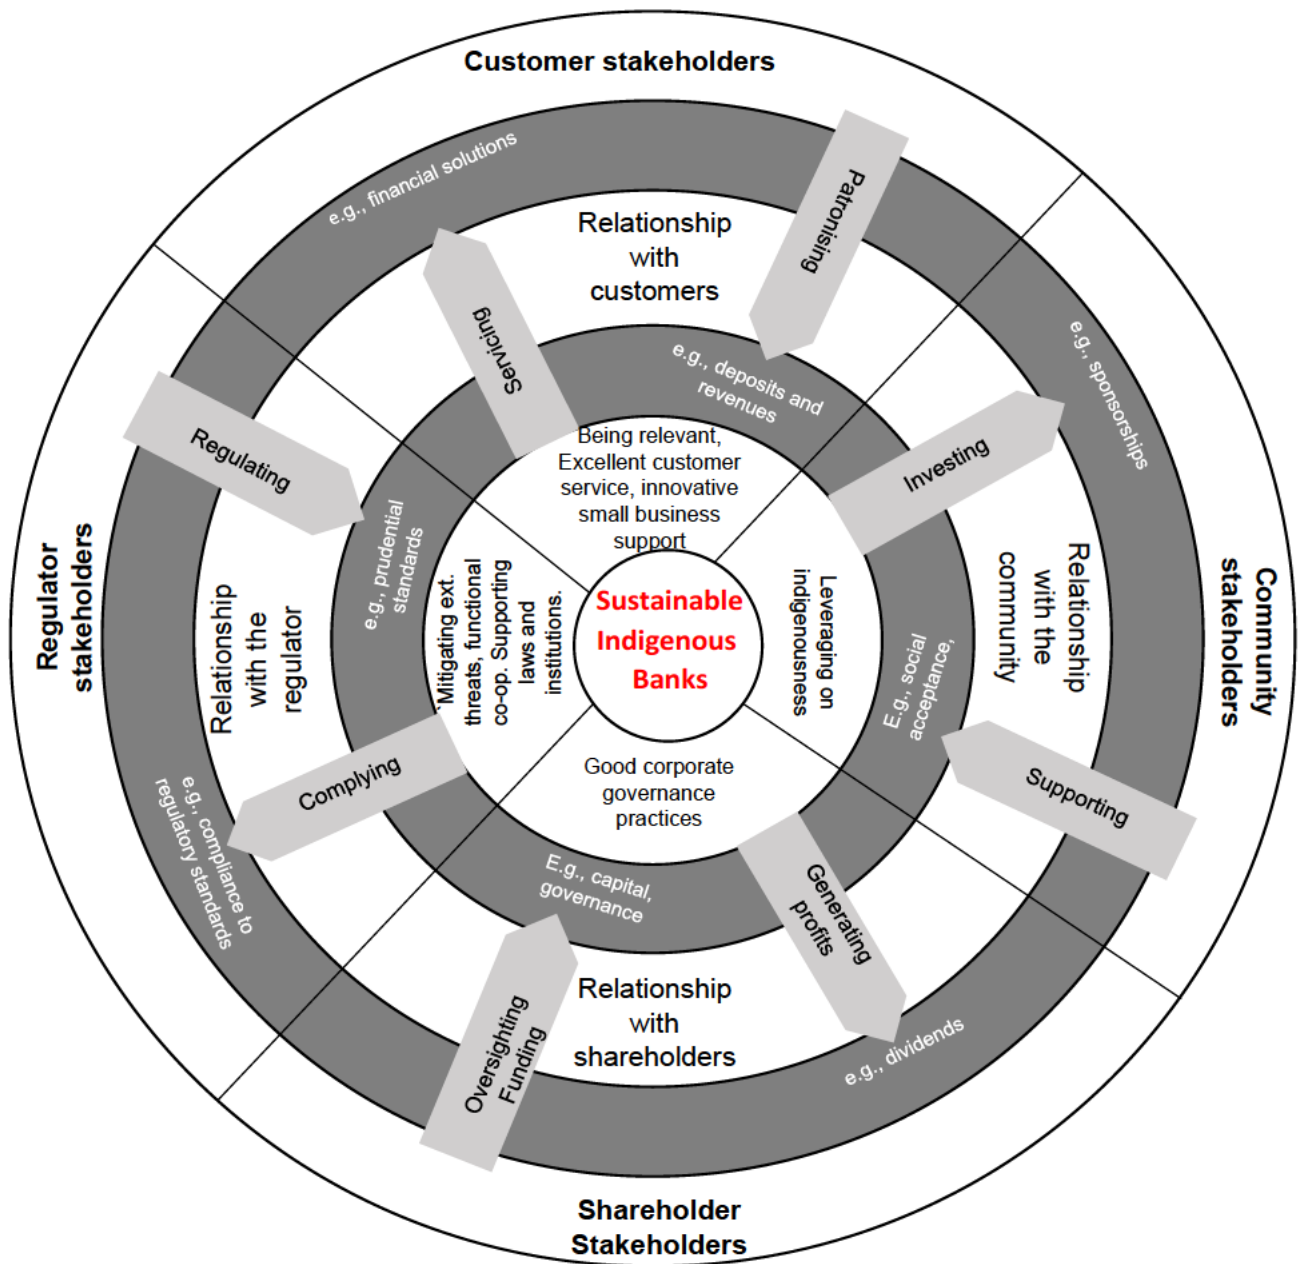 Customer stakeholders
e.g., financial solutions
Patronising
Relationship
with
customers
Servicing
e.g., deposits and
revenues
Being relevant,
Excellent customer
service, innovative
small business
support
e.g., sponsorships
Investing
Regulating
Regulator
stakeholders
Relationship
with the
regulator
e.g., prudential
standards
`Mitigating ext.
threats, functional
co-op. Supporting
laws and
institutions.
Sustainable
Indigenous
Banks
Leveraging on
indigenousness
E.g., social
acceptance,
Relationship
with the
community
Community
stakeholders
Complying
e.g., compliance to
regulatory standards
Supporting
Good corporate
governance
practices
E.g., capital,
governance
Generating
profits
Oversighting
Funding
Relationship
with
shareholders
e.g., dividends
Shareholder
Stakeholders